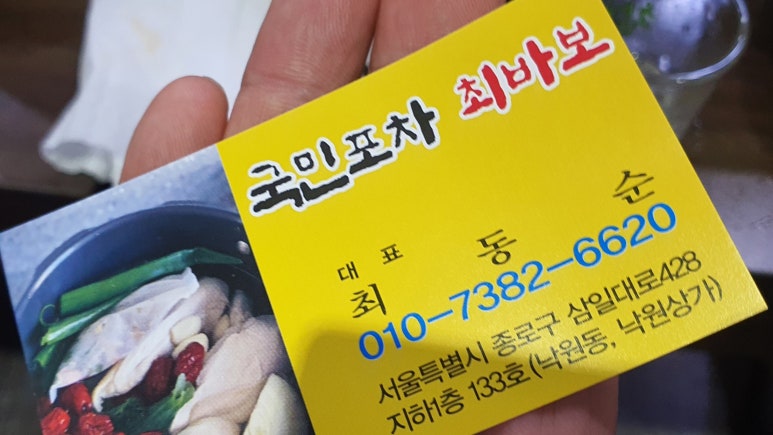 국민포차 최바보
대표
최동순
010-7382-6620
서울특별시 종로구 삼일대로428
지하1층 133호(낙원동, 낙원상가)